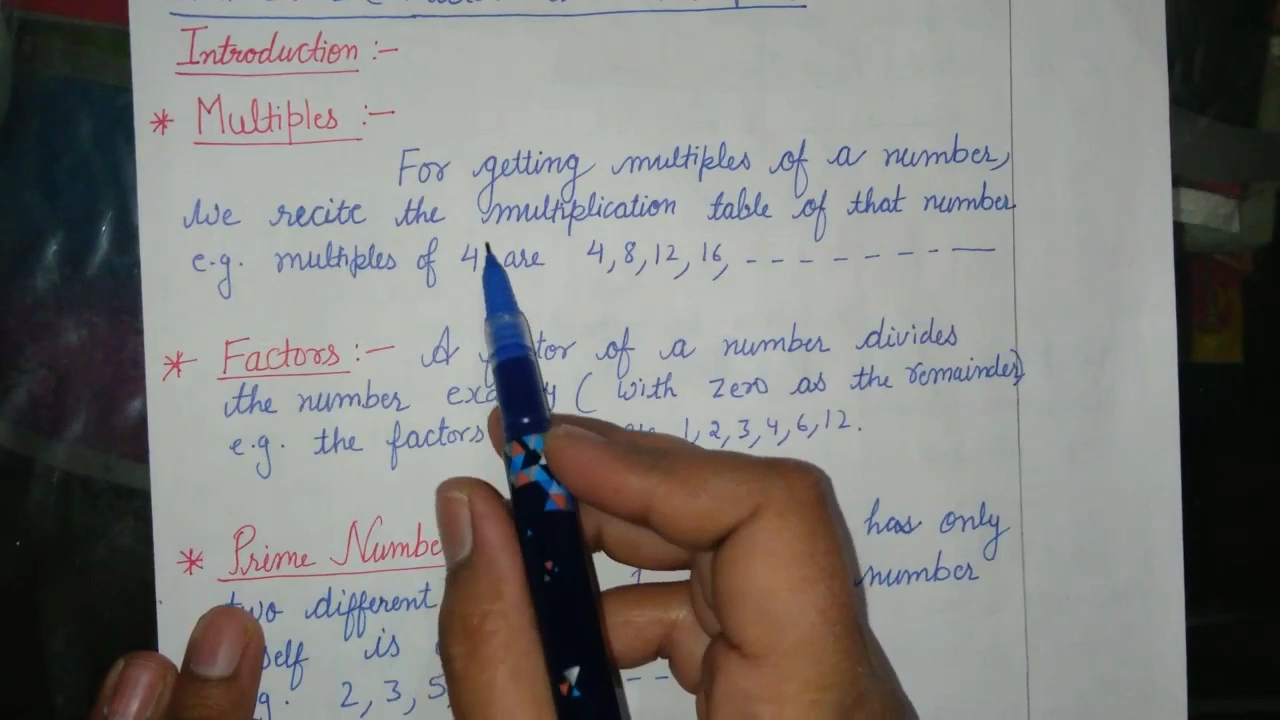 Introduction :-
* Multiples :-
For getting multiples of a number,
We recite the multiplication table of that number
e.g. multiples of 4 are 4, 8, 12, 16, - - - - - - - -
* Factors :- A tor of a number divides
the number exa y ( with zero as the remainder)
e.g. the factors 1, 2, 3, 4, 6, 12.
has only
* Prime Numbe
number
two different
self is
g. 2, 3, 5 - -